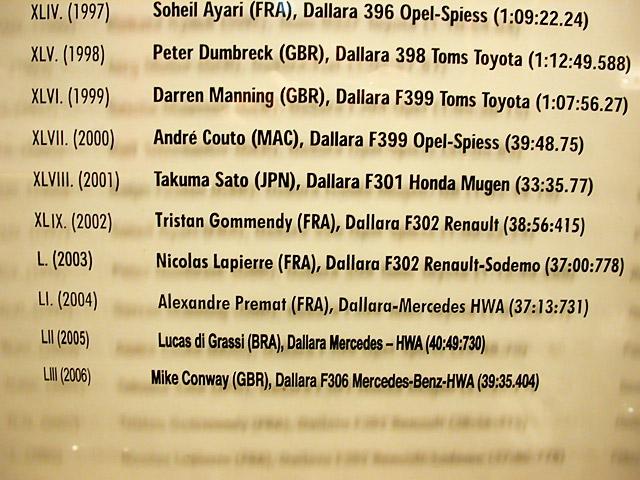 XLIV. (1997) Soheil Ayari (FRA), Dallara 396 Opel-Spiess (1:09:22.24)
XLV. (1998) Peter Dumbreck (GBR), Dallara 398 Toms Toyota (1:12:49.588)
XLVI. (1999) Darren Manning (GBR), Dallara F399 Toms Toyota (1:07:56.27)
XLVII. (2000) André Couto (MAC), Dallara F399 Opel-Spiess (39:48.75)
XLVIII. (2001) Takuma Sato (JPN), Dallara F301 Honda Mugen (33:35.77)
XLIX. (2002) Tristan Gommendy (FRA), Dallara F302 Renault (38:56:415)
L. (2003) Nicolas Lapierre (FRA), Dallara F302 Renault-Sodemo (37:00:778)
LI. (2004) Alexandre Premat (FRA), Dallara-Mercedes HWA (37:13:731)
LII (2005) Lucas di Grassi (BRA), Dallara Mercedes – HWA (40:49:730)
LIII (2006) Mike Conway (GBR), Dallara F306 Mercedes-Benz-HWA (39:35.404)